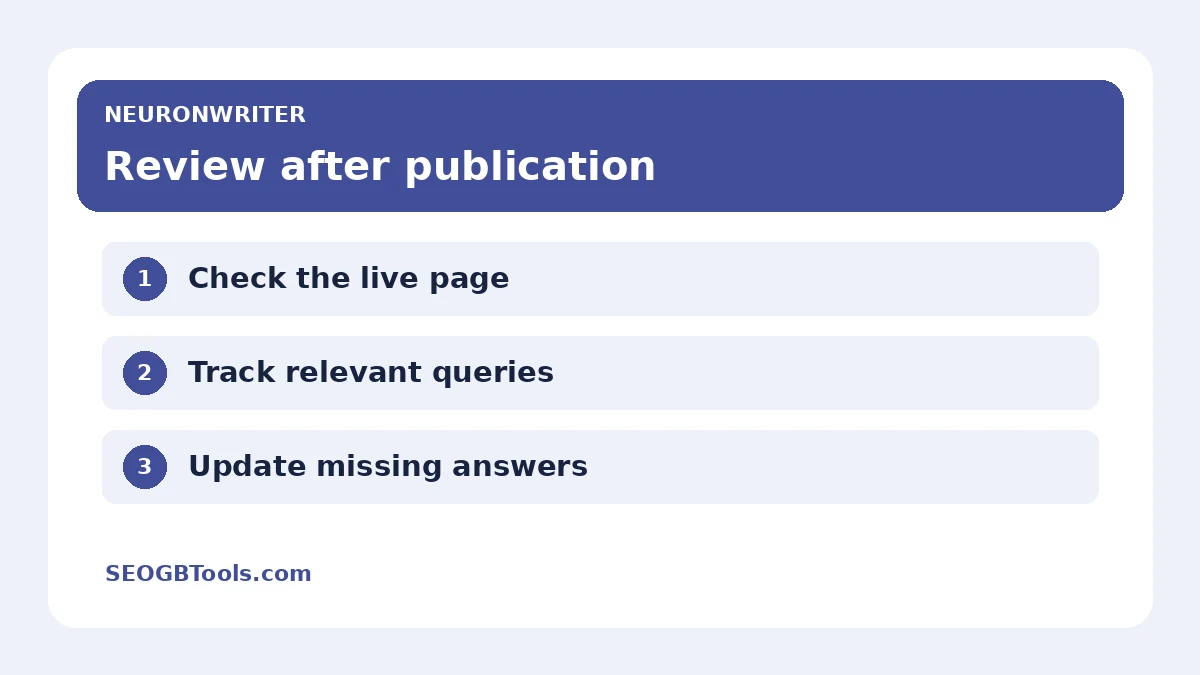 NEURONWRITER
Review after publication
1 Check the live page
2 Track relevant queries
3 Update missing answers
SEOGBTools.com